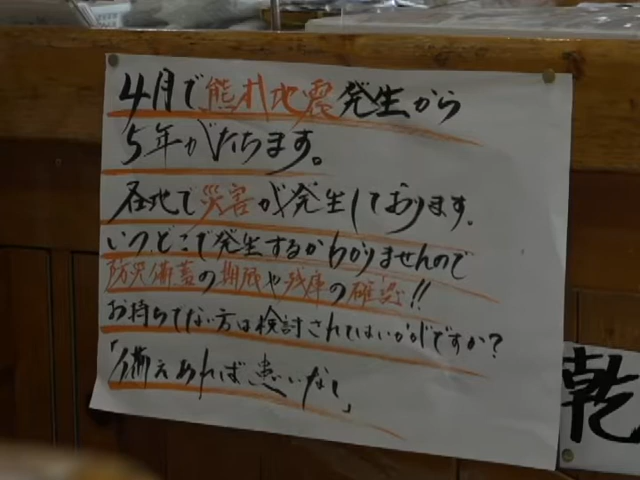 4月で熊本地震発生から
5年がたちます。
各地で災害が発生しております。
いつどこで発生するかわかりませんので
防災備蓄の期限や残庫の確認!!
お持ちでない方は検討されてはいかがですか?
「備えあれば患いなし」
乾